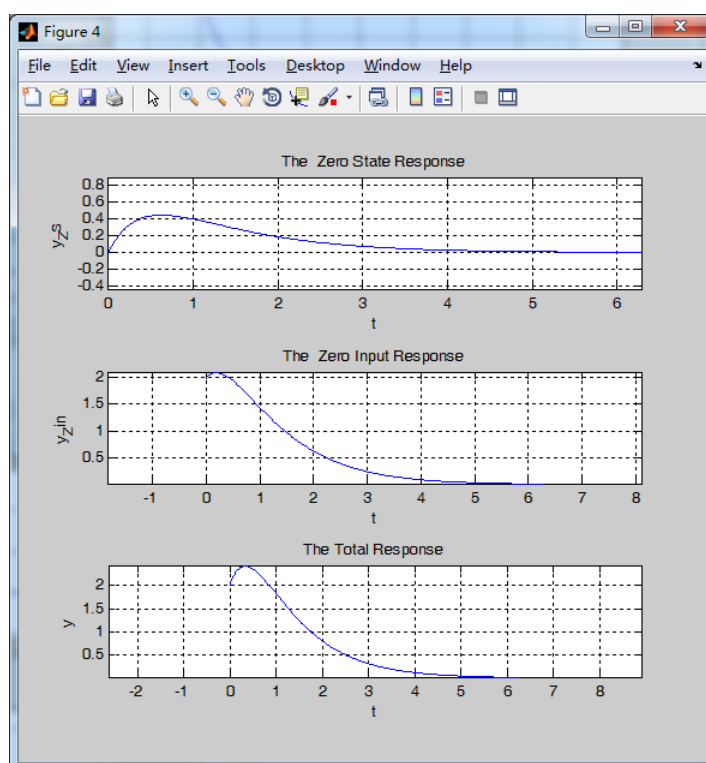 Figure 4
File Edit View Insert Tools Desktop Window Help
The Zero State Response
0.8
0.6
0.4
0.2
0
-0.2
-0.4
yZs
0 1 2 3 4 5 6
t
The Zero Input Response
2
1.5
1
0.5
yZin
-1 0 1 2 3 4 5 6 7 8
t
The Total Response
2
1.5
1
0.5
y
-2 -1 0 1 2 3 4 5 6 7 8
t